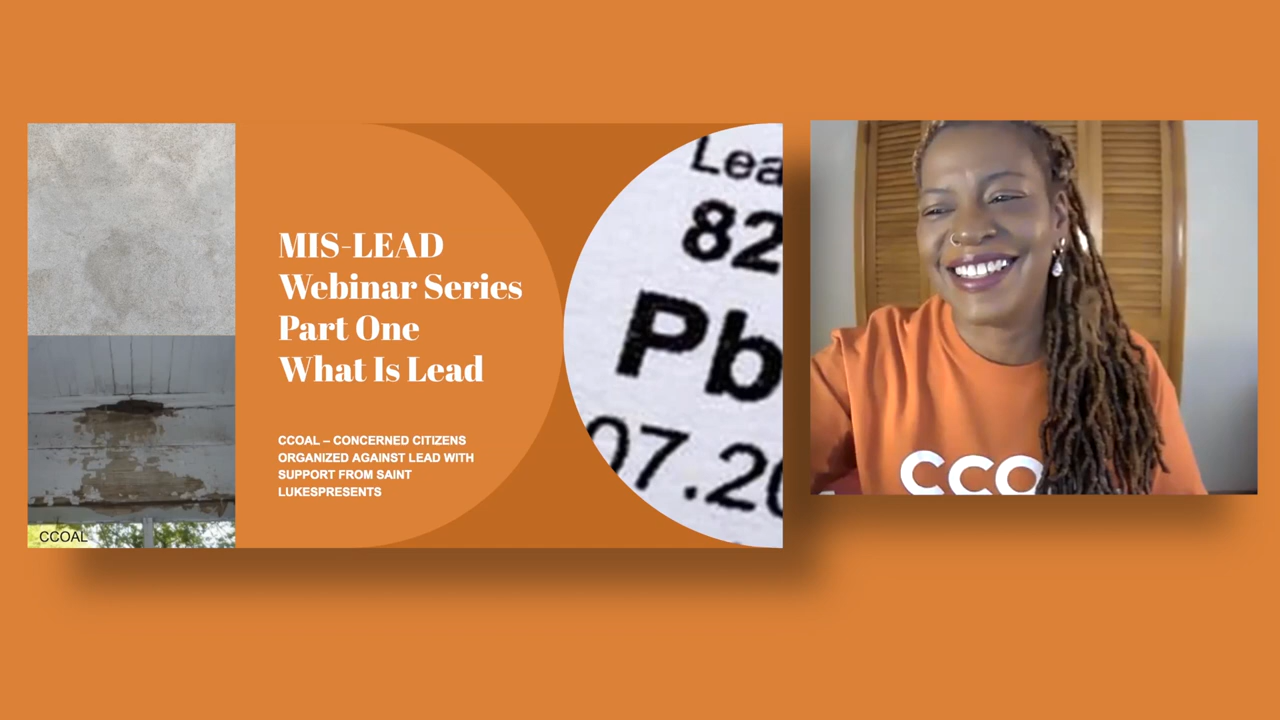 MIS-LEAD
Webinar Series
Part One
What Is Lead
CCOAL – CONCERNED CITIZENS
ORGANIZED AGAINST LEAD WITH
SUPPORT FROM SAINT
LUKESPRESENTS
CCOAL
Lea
82
Pb
07.20
CCO